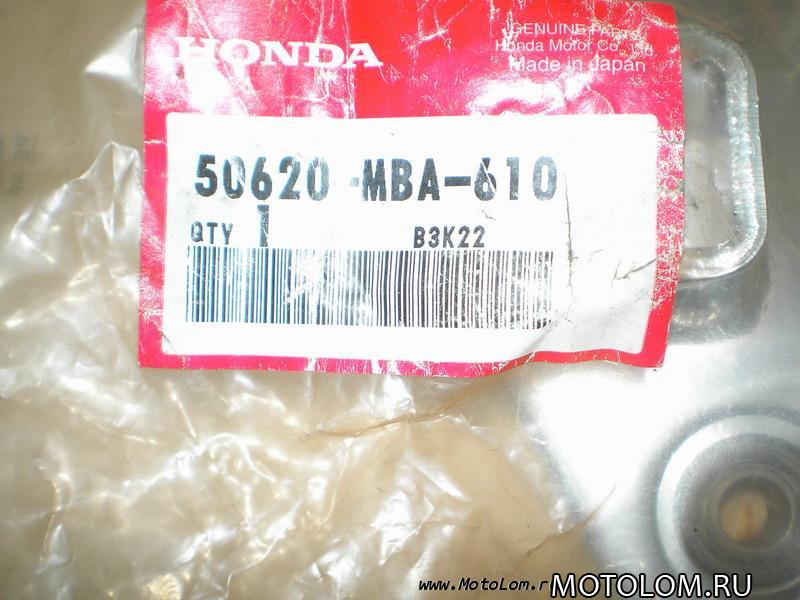 HONDA
GENUINE PARTS
Honda Motor Co., Ltd.
Made in Japan
50620-MBA-610
QTY 1 B3K22
www.MotoLom.r
MOTOLOM.RU